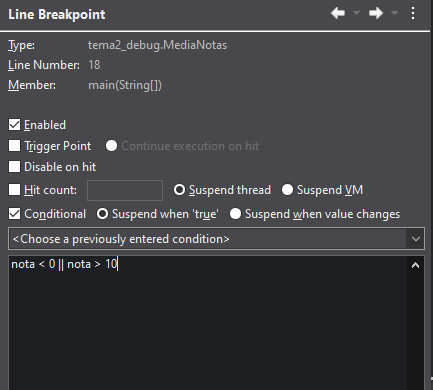 Line Breakpoint
Type: tema2_debug.MediaNotas
Line Number: 18
Member: main(String[])
Enabled
Trigger Point Continue execution on hit
Disable on hit
Hit count: Suspend thread Suspend VM
Conditional Suspend when 'true' Suspend when value changes
<Choose a previously entered condition>
nota < 0 || nota > 10